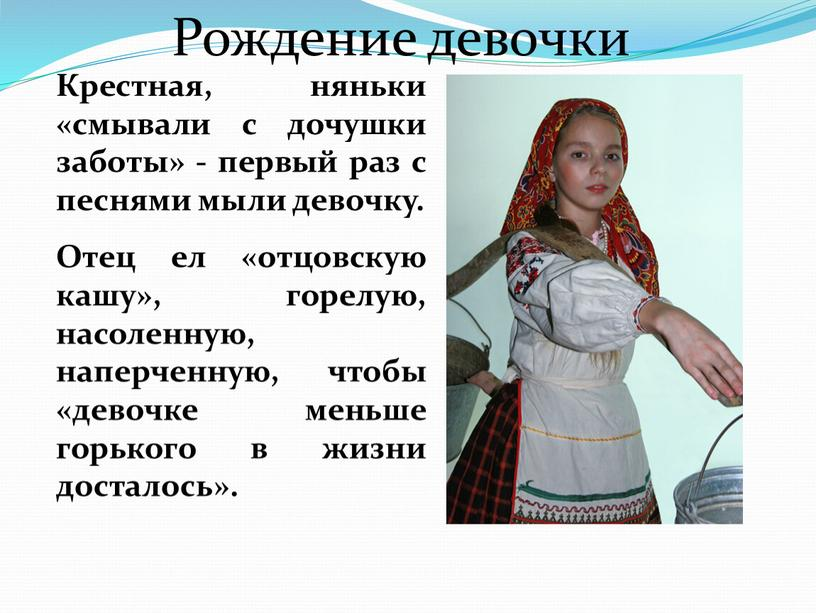 Рождение девочки
Крестная, няньки
«смывали с дочушки
заботы» - первый раз с
песнями мыли девочку.
Отец ел «отцовскую
кашу», горелую,
насоленную,
наперченную, чтобы
«девочке меньше
горького в жизни
досталось».